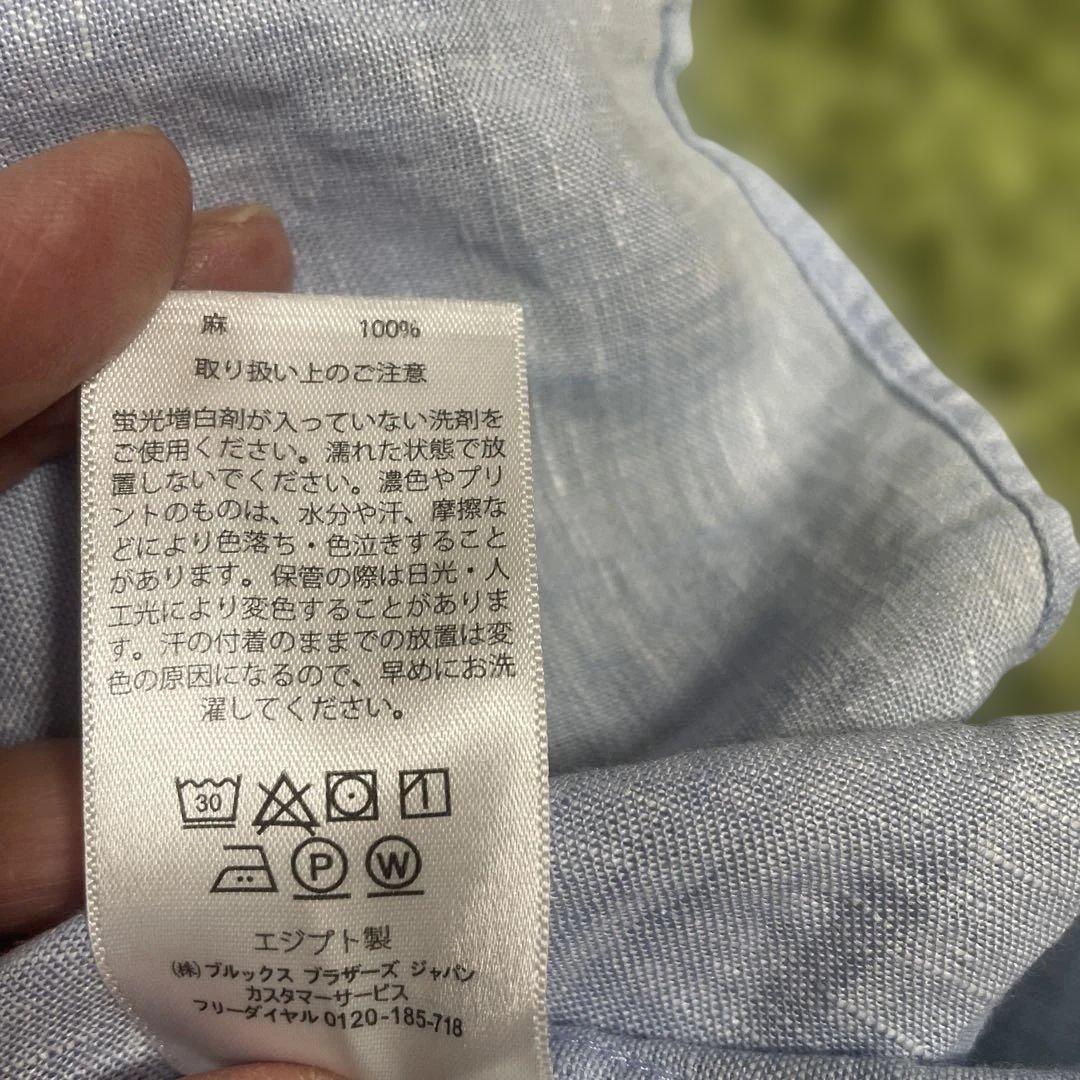 麻 100%
取り扱い上のご注意
蛍光増白剤が入っていない洗剤を
ご使用ください。濡れた状態で放
置しないでください。濃色やプリ
ントのものは、水分や汗、摩擦な
どにより色落ち・色泣きすること
があります。保管の際は日光・人
工光により変色することがありま
す。汗の付着のままでの放置は変
色の原因になるので、早めにお洗
濯してください。
30
P W
エジプト製
(株)ブルックス ブラザーズ ジャパン
カスタマーサービス
フリーダイヤル0120-185-718